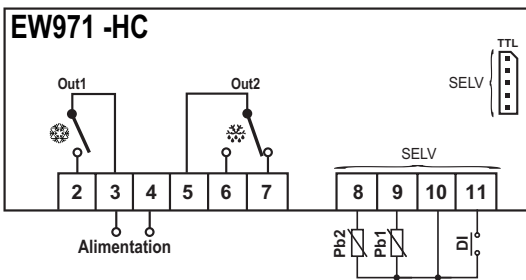 EW971 -HC
TTL
SELV
Out1
Out2
SELV
2 3 4 5 6 7 8 9 10 11
Alimentation
Pb2
Pb1
DI